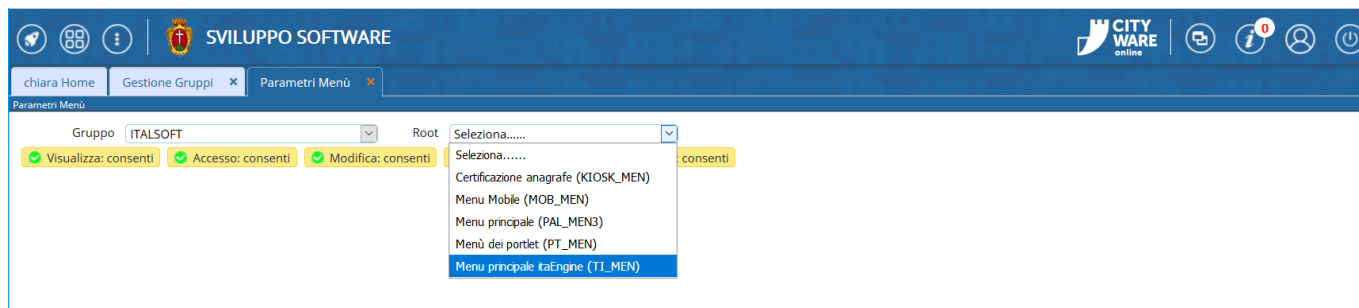 SVILUPPO SOFTWARE
CITY
WARE
online
0
chiara Home
Gestione Gruppi
Parametri Menù
Parametri Menù
Gruppo ITALSOFT Root Seleziona......
Visualizza: consenti Accesso: consenti Modifica: consenti consenti
Seleziona......
Certificazione anagrafe (KIOSK_MEN)
Menu Mobile (MOB_MEN)
Menu principale (PAL_MEN3)
Menù dei portlet (PT_MEN)
Menu principale itaEngine (TI_MEN)